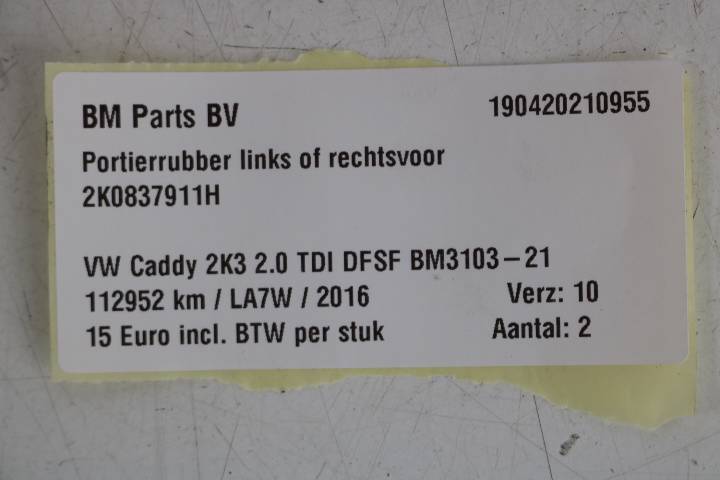 BM Parts BV 190420210955
Portierrubber links of rechtsvoor
2K0837911H
VW Caddy 2K3 2.0 TDI DFSF BM3103-21
112952 km / LA7W / 2016 Verz: 10
15 Euro incl. BTW per stuk Aantal: 2